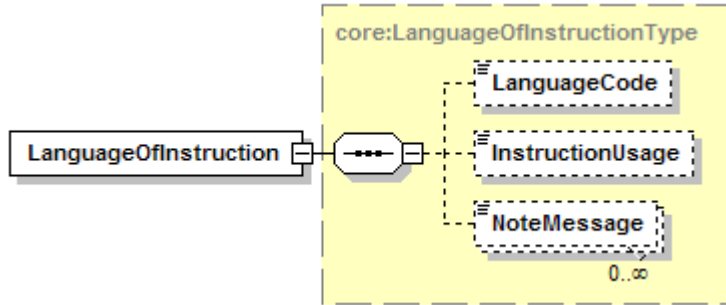 core:LanguageOfInstructionType
LanguageCode
LanguageOfInstruction
InstructionUsage
NoteMessage
0..∞